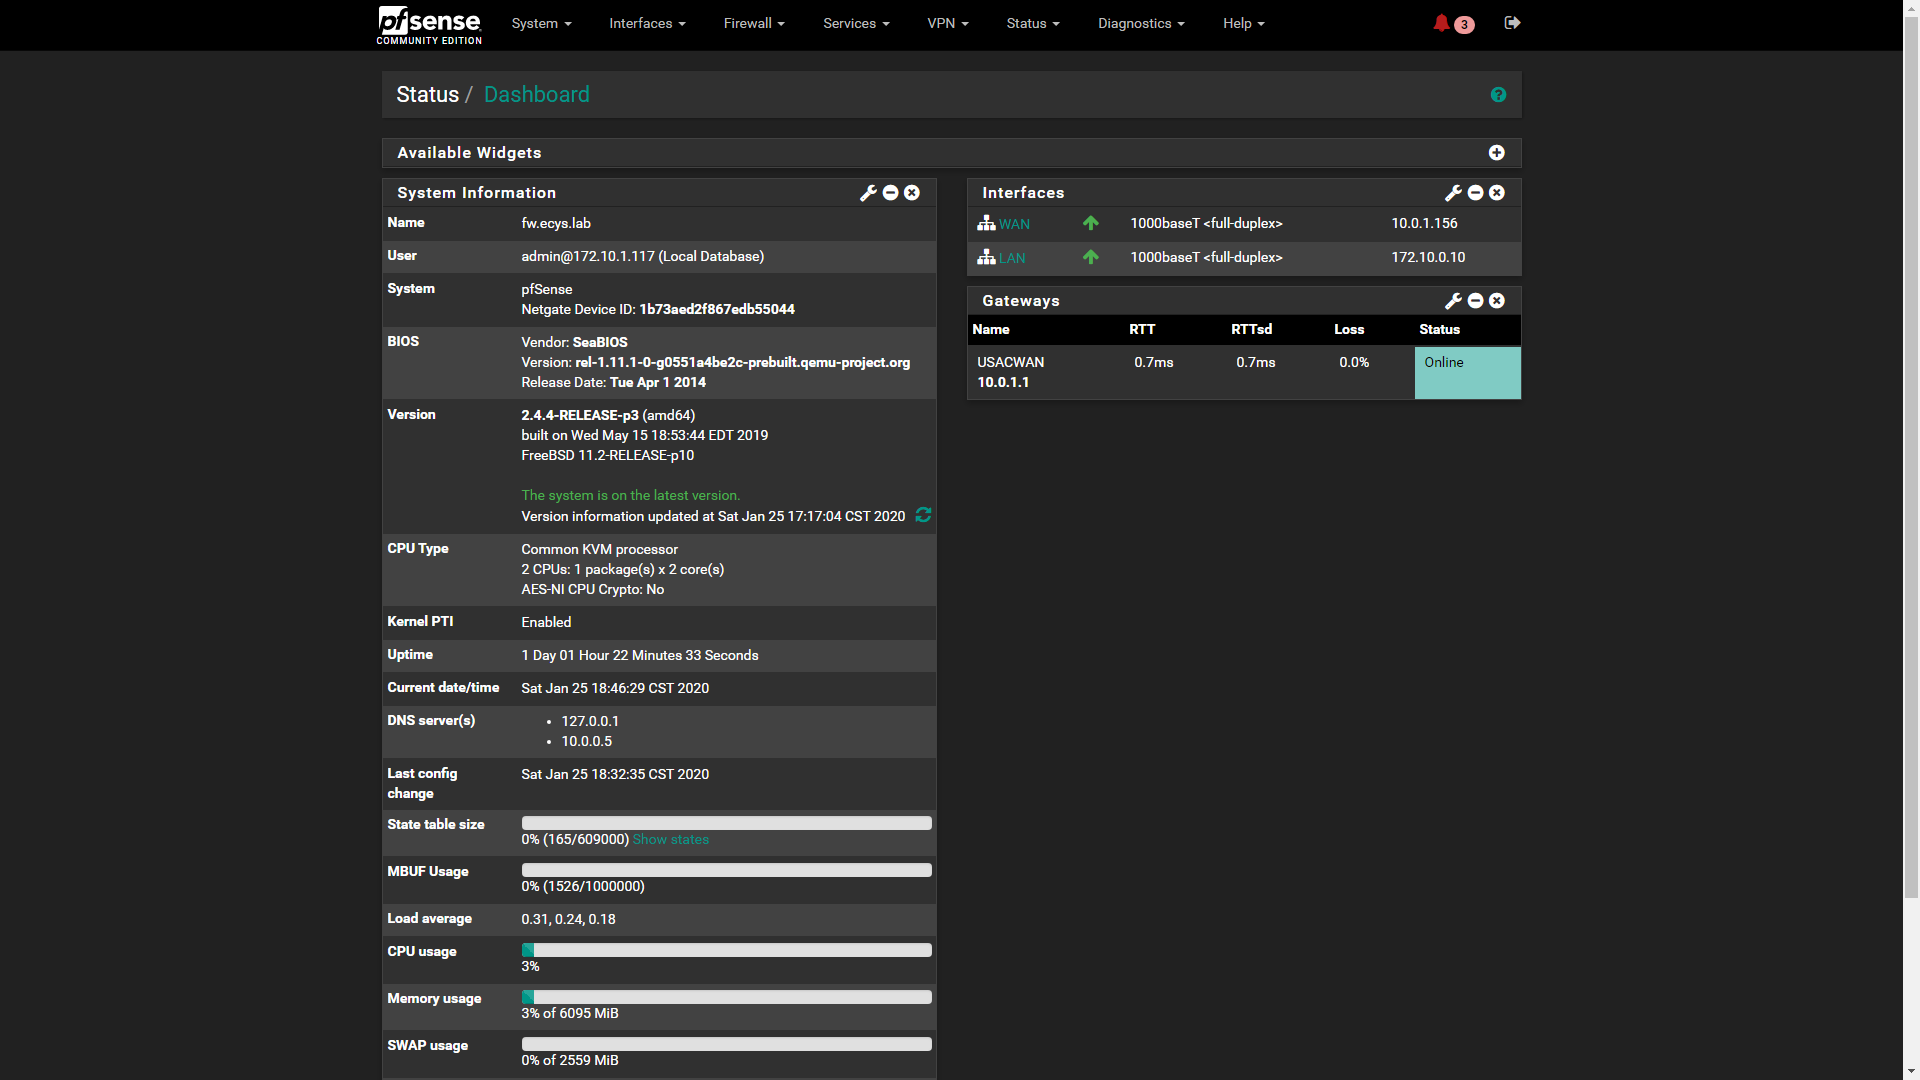 pfsense
COMMUNITY EDITION
System Interfaces Firewall Services VPN Status Diagnostics Help 3
Status / Dashboard ?
Available Widgets
System Information
Name fw.ecys.lab
User admin@172.10.1.117 (Local Database)
System pfSense
Netgate Device ID: 1b73aed2f867edb55044
BIOS Vendor: SeaBIOS
Version: rel-1.11.1-0-g0551a4be2c-prebuilt.qemu-project.org
Release Date: Tue Apr 1 2014
Version 2.4.4-RELEASE-p3 (amd64)
built on Wed May 15 18:53:44 EDT 2019
FreeBSD 11.2-RELEASE-p10
The system is on the latest version.
Version information updated at Sat Jan 25 17:17:04 CST 2020
CPU Type Common KVM processor
2 CPUs: 1 package(s) x 2 core(s)
AES-NI CPU Crypto: No
Kernel PTI Enabled
Uptime 1 Day 01 Hour 22 Minutes 33 Seconds
Current date/time Sat Jan 25 18:46:29 CST 2020
DNS server(s) • 127.0.0.1
• 10.0.0.5
Last config Sat Jan 25 18:32:35 CST 2020
change
State table size
0% (165/609000) Show states
MBUF Usage
0% (1526/1000000)
Load average 0.31, 0.24, 0.18
CPU usage
3%
Memory usage
3% of 6095 MiB
SWAP usage
0% of 2559 MiB
Interfaces
WAN 1000baseT <full-duplex> 10.0.1.156
LAN 1000baseT <full-duplex> 172.10.0.10
Gateways
Name RTT RTTsd Loss Status
USACWAN 0.7ms 0.7ms 0.0% Online
10.0.1.1